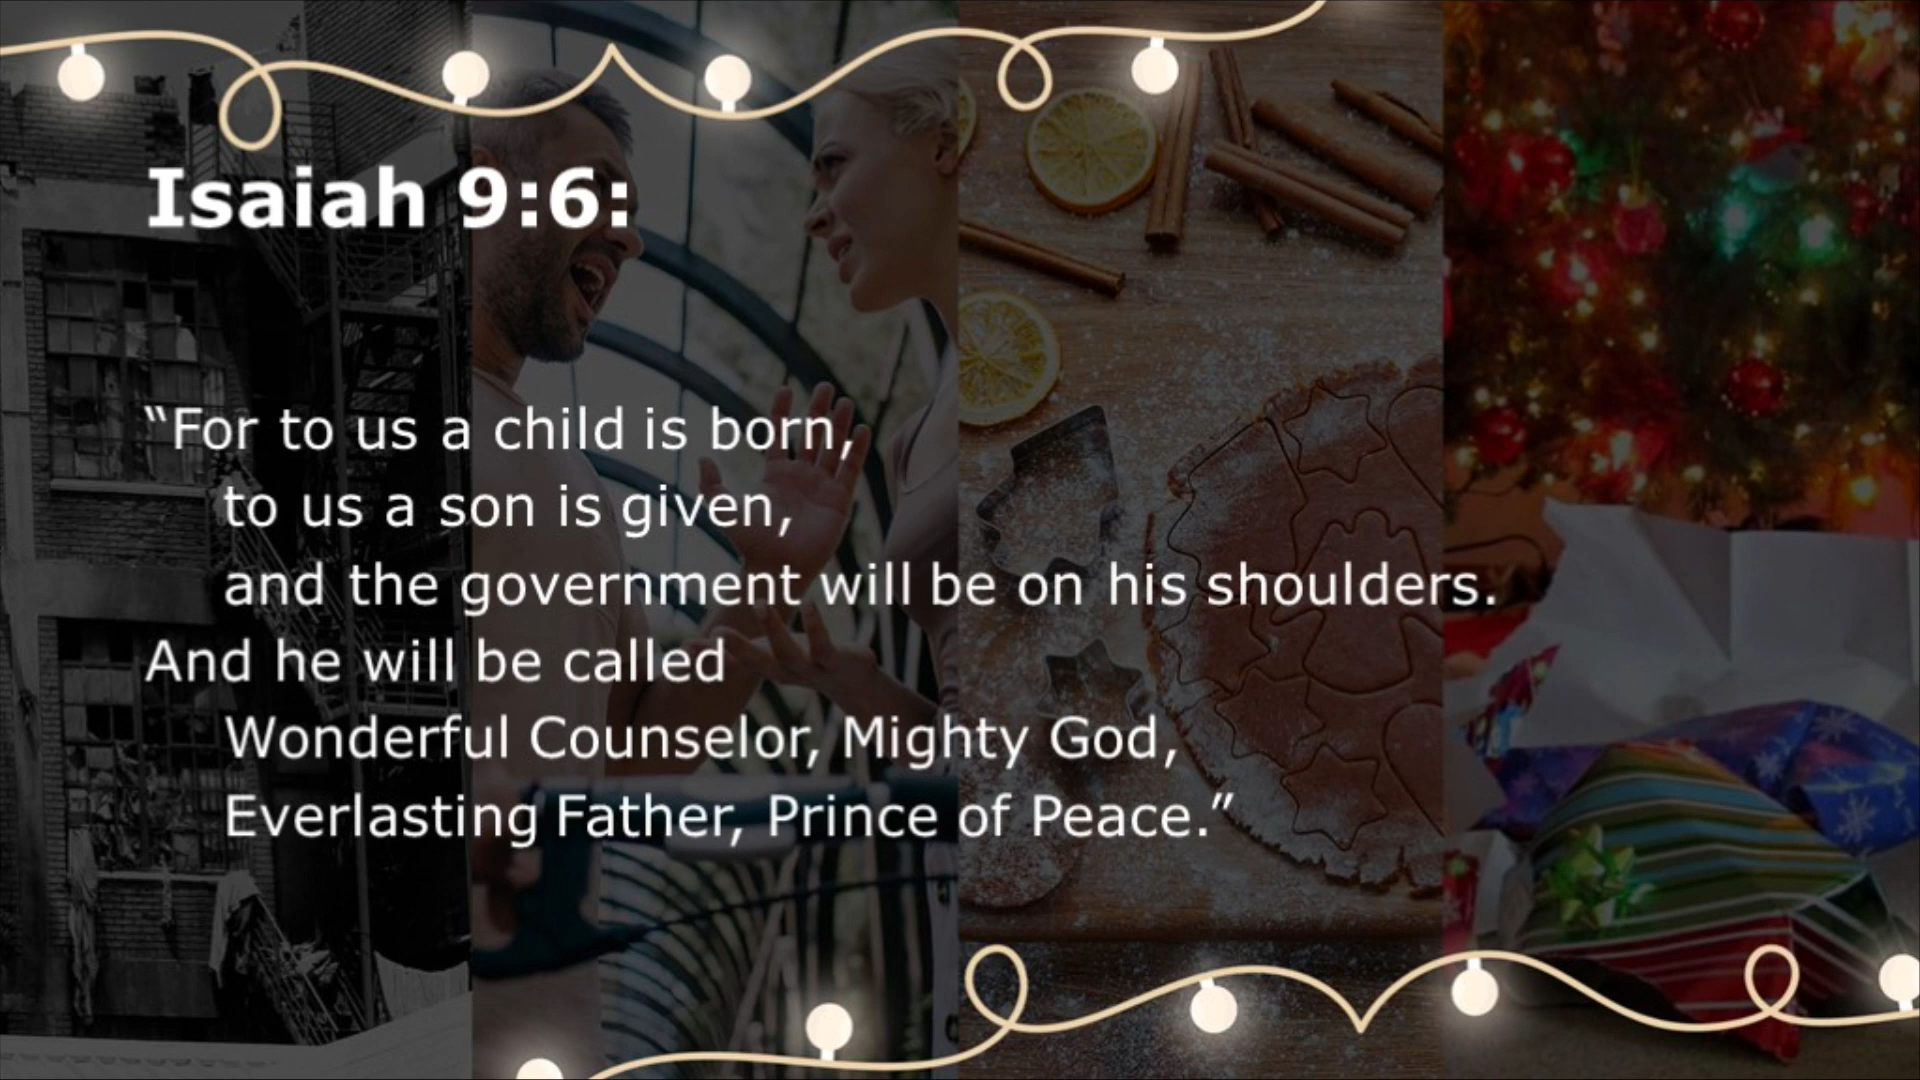 Isaiah 9:6:
“For to us a child is born,
to us a son is given,
and the government will be on his shoulders.
And he will be called
Wonderful Counselor, Mighty God,
Everlasting Father, Prince of Peace.”